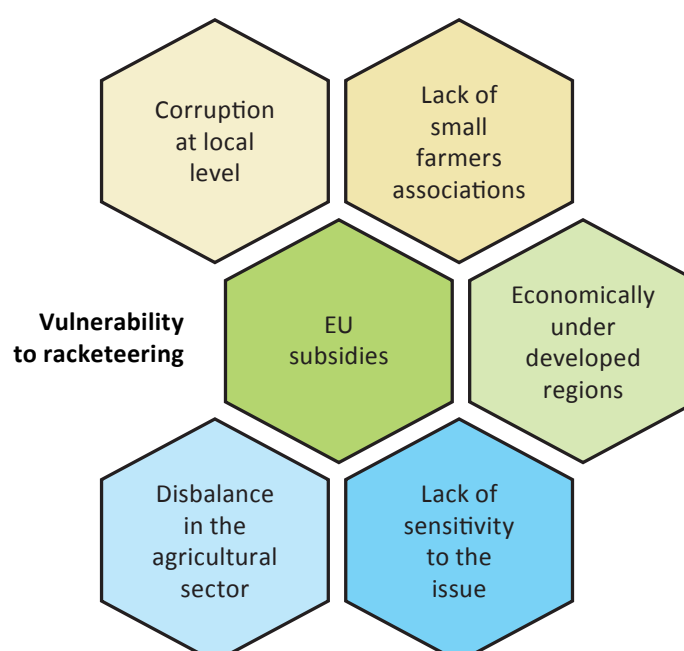 Corruption
at local
level
Lack of
small
farmers
associations
Vulnerability
to racketeering
EU
subsidies
Economically
under
developed
regions
Disbalance
in the
agricultural
sector
Lack of
sensitivity
to the
issue